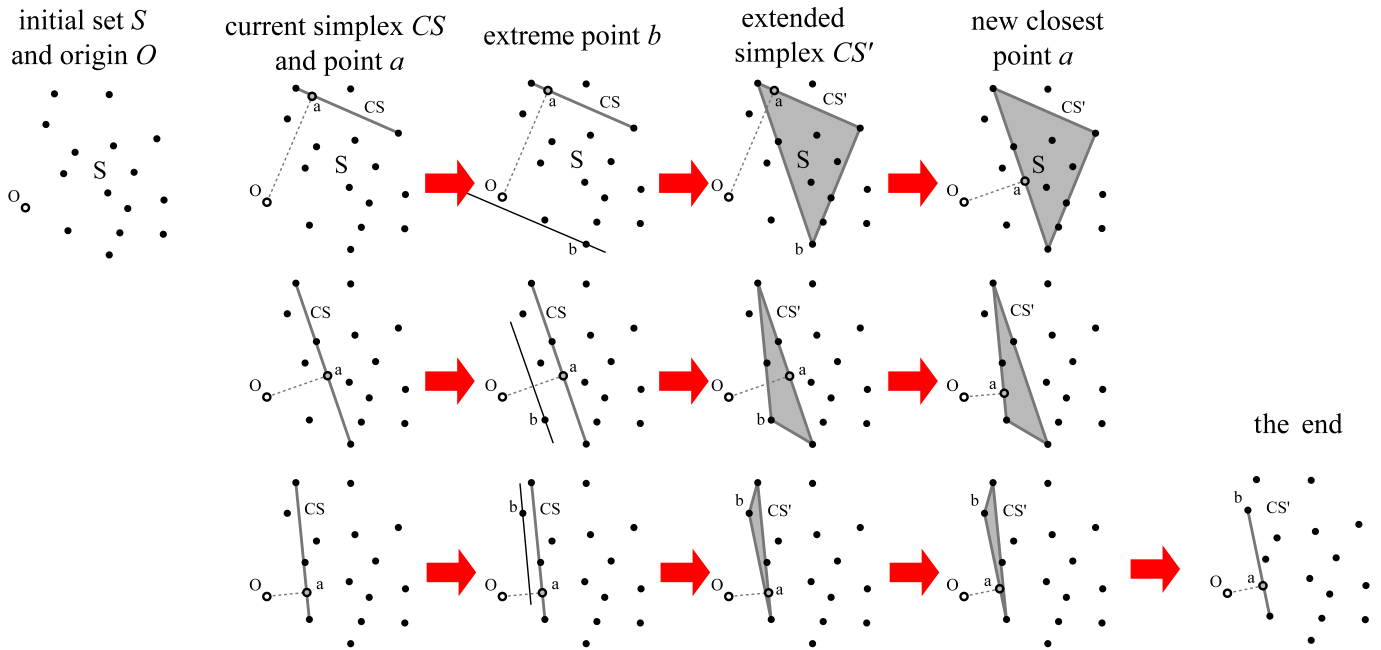 initial set S
and origin O
current simplex CS
and point a
extreme point b
extended
simplex CS'
new closest
point a
O
S
a
CS
S
O
a
CS
S
O
b
a
CS'
S
O
b
CS'
S
O
a
CS
O
a
CS
O
a
b
CS'
O
a
b
CS'
O
a
the end
CS
O
a
b
CS
O
a
b
CS'
O
a
b
CS'
O
a
b
CS'
O
a